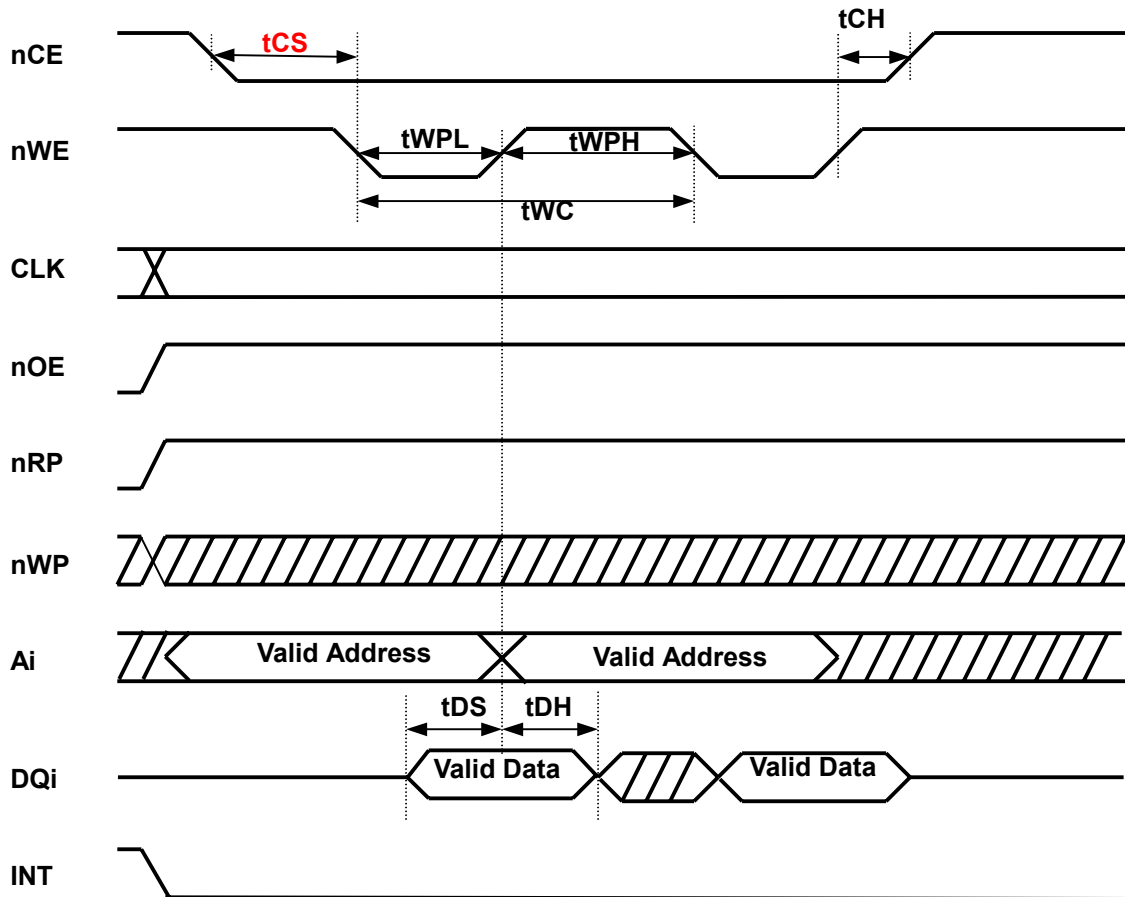 tCH
nCE
tCS
nWE
tWPL
tWPH
tWC
CLK
nOE
nRP
nWP
Ai
Valid Address
Valid Address
tDS
tDH
DQi
Valid Data
Valid Data
INT